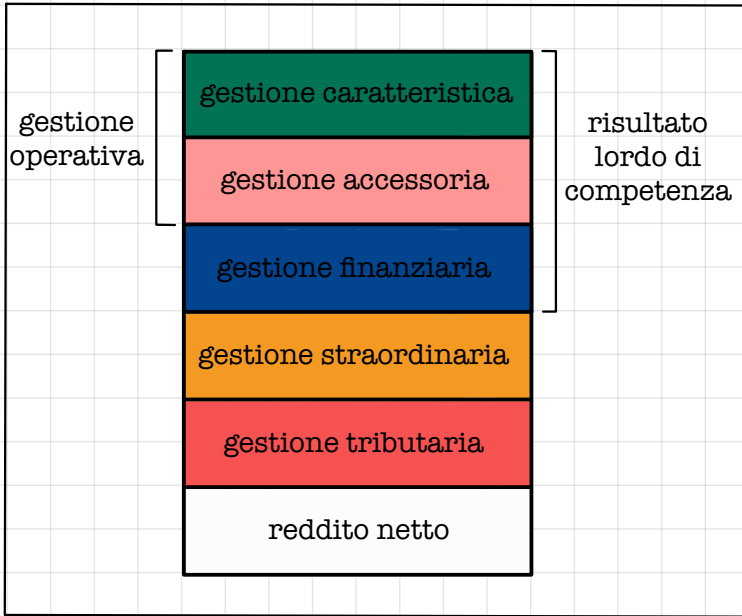 gestione
operativa
gestione caratteristica
gestione accessoria
gestione finanziaria
gestione straordinaria
gestione tributaria
reddito netto
risultato
lordo di
competenza